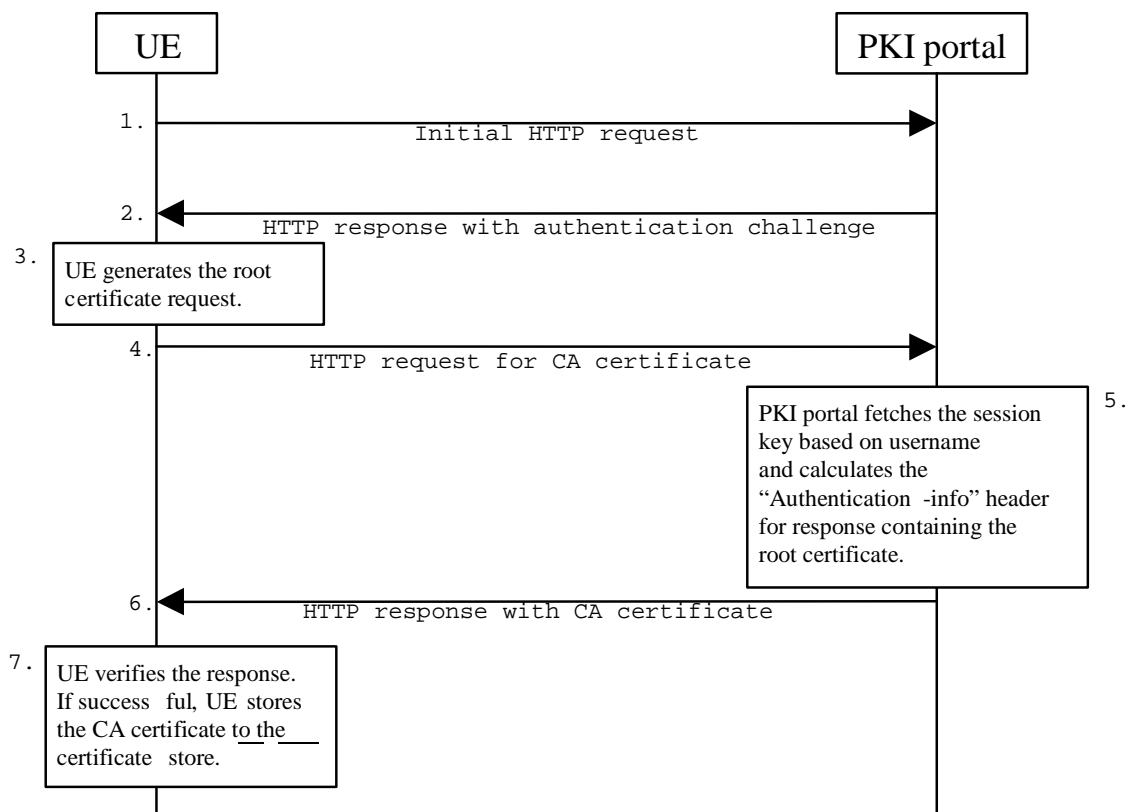 UE
PKI portal
1.
Initial HTTP request
2.
HTTP response with authentication challenge
3.
UE generates the root
certificate request.
4.
HTTP request for CA certificate
5.
PKI portal fetches the session
key based on username
and calculates the
“Authentication -info” header
for response containing the
root certificate.
6.
HTTP response with CA certificate
7.
UE verifies the response.
If success ful, UE stores
the CA certificate to the
certificate store.